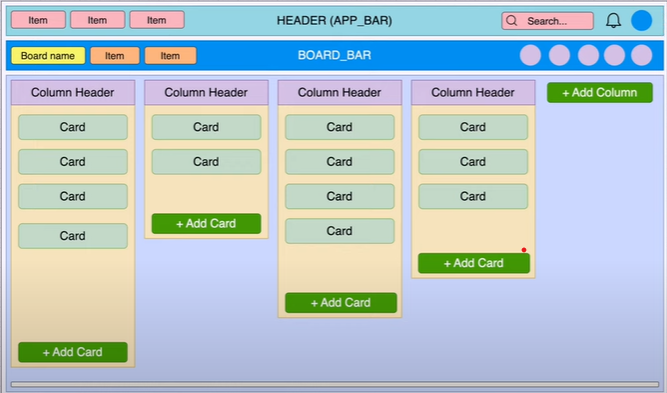 Item Item Item HEADER (APP_BAR) Search...
Board name Item Item BOARD_BAR
Column Header Column Header Column Header Column Header + Add Column
Card Card Card Card
Card Card Card Card
Card Card Card
Card Card
+ Add Card
+ Add Card
+ Add Card
+ Add Card